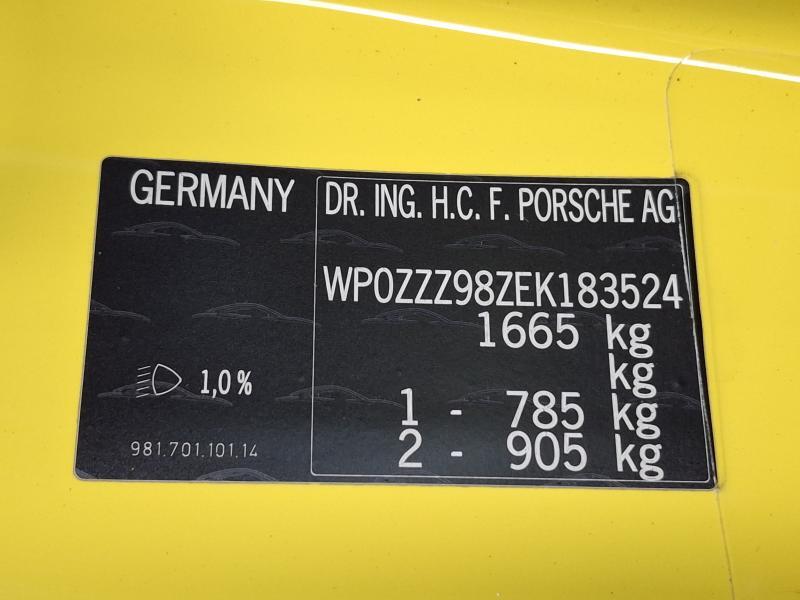 GERMANY
DR. ING. H.C. F. PORSCHE AG
WP0ZZZ98ZEK183524
1665 kg
kg
1 - 785 kg
2 - 905 kg
1,0 %
981.701.101.14